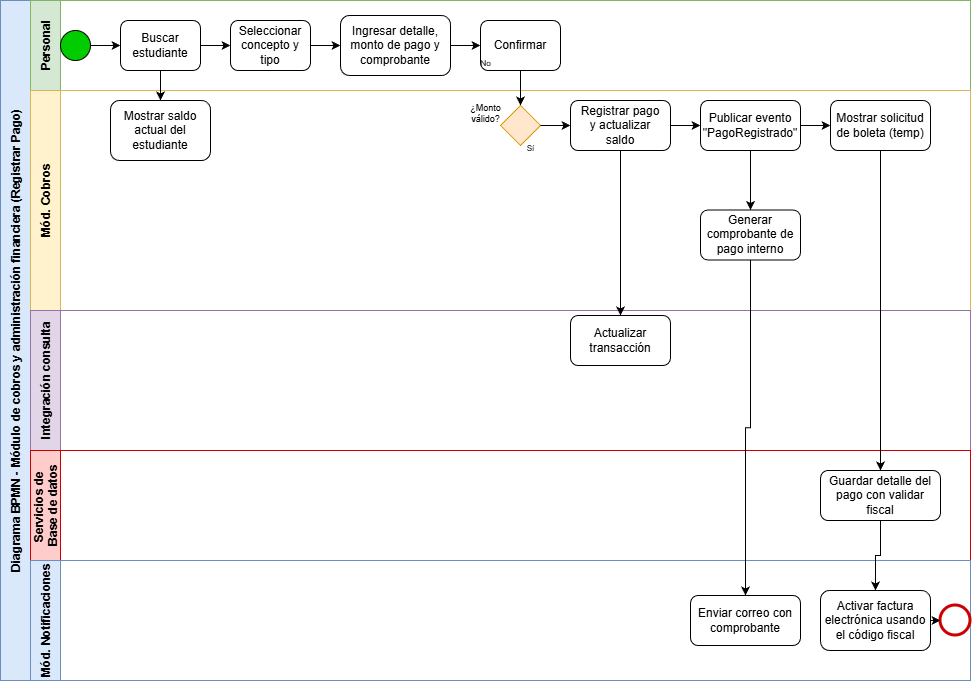 Diagrama BPMN - Módulo de cobros y administración financiera (Registrar Pago)
Personal
Buscar
estudiante
Seleccionar
concepto y
tipo
Ingresar detalle,
monto de pago y
comprobante
Confirmar
No
Mód. Cobros
Mostrar saldo
actual del
estudiante
¿Monto
válido?
Sí
Registrar pago
y actualizar
saldo
Publicar evento
"PagoRegistrado"
Mostrar solicitud
de boleta (temp)
Generar
comprobante de
pago interno
Integración consulta
Actualizar
transacción
Servicios de
Base de datos
Guardar detalle del
pago con validar
fiscal
Mód. Notificaciones
Enviar correo con
comprobante
Activar factura
electrónica usando
el código fiscal